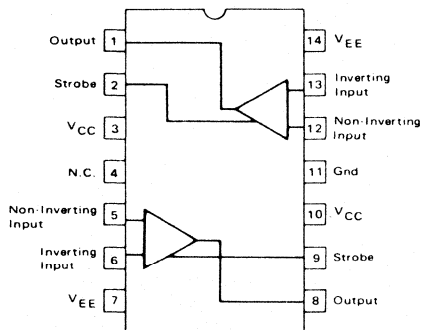 Output 1
Strobe 2
VCC 3
N.C. 4
Non-Inverting
Input 5
Inverting
Input 6
VEE 7
14 VEE
13 Inverting
Input
12 Non-Inverting
Input
11 Gnd
10 VCC
9 Strobe
8 Output